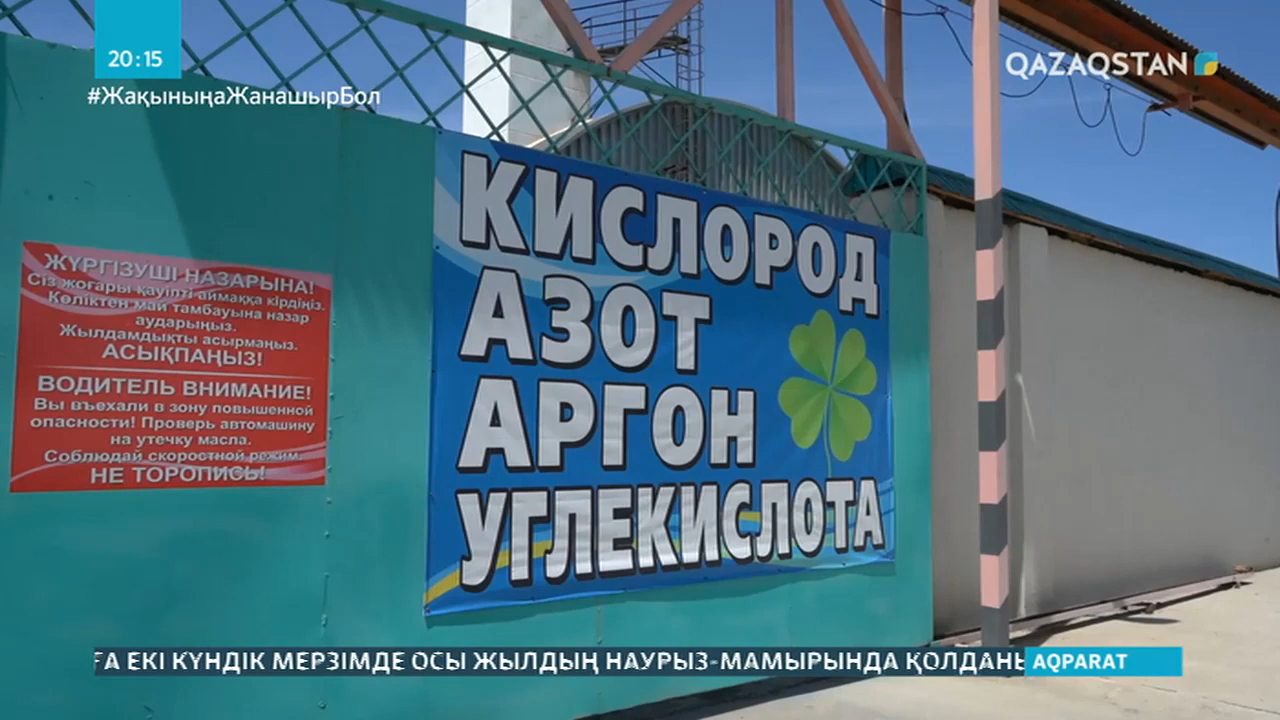 20:15
#ЖақыныңаЖанашырБол
QAZAQSTAN
КИСЛОРОД
АЗОТ
АРГОН
УГЛЕКИСЛОТА
ЖҮРГІЗУШІ НАЗАРЫНА!
Сіз жоғары қауіпті аймаққа кірдіңіз.
Көліктен май тамбауына назар
аударыңыз.
Жылдамдықты асырмаңыз.
АСЫҚПАҢЫЗ!
ВОДИТЕЛЬ ВНИМАНИЕ!
Вы въехали в зону повышенной
опасности! Проверь автомашину
на утечку масла.
Соблюдай скоростной режим.
НЕ ТОРОПИСЬ!
ҒА ЕКІ КҮНДІК МЕРЗІМДЕ ОСЫ ЖЫЛДЫҢ НАУРЫЗ-МАМЫРЫНДА ҚОЛДАНЫ
AQPARAT